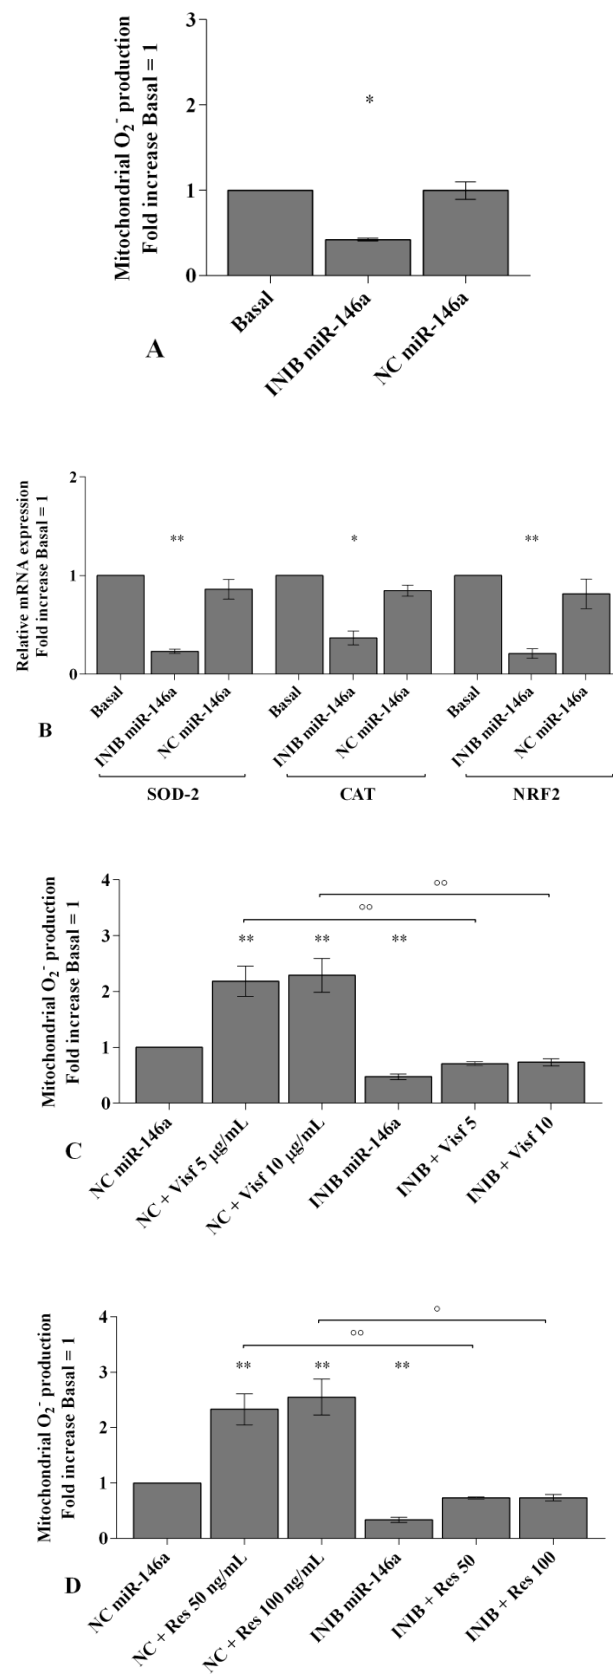 Mitochondrial O₂⁻ production
Fold increase Basal = 1
3
2
1
0
*
Basal
INIB miR-146a
NC miR-146a
A
Relative mRNA expression
Fold increase Basal = 1
2
1
0
**
*
**
Basal
INIB miR-146a
NC miR-146a
Basal
INIB miR-146a
NC miR-146a
Basal
INIB miR-146a
NC miR-146a
B
SOD-2
CAT
NRF2
Mitochondrial O₂⁻ production
Fold increase Basal = 1
4
3
2
1
0
°°
°°
**
**
**
NC miR-146a
NC + Visf 5 µg/mL
NC + Visf 10 µg/mL
INIB miR-146a
INIB + Visf 5
INIB + Visf 10
C
Mitochondrial O₂⁻ production
Fold increase Basal = 1
4
3
2
1
0
°
°°
**
**
**
NC miR-146a
NC + Res 50 ng/mL
NC + Res 100 ng/mL
INIB miR-146a
INIB + Res 50
INIB + Res 100
D